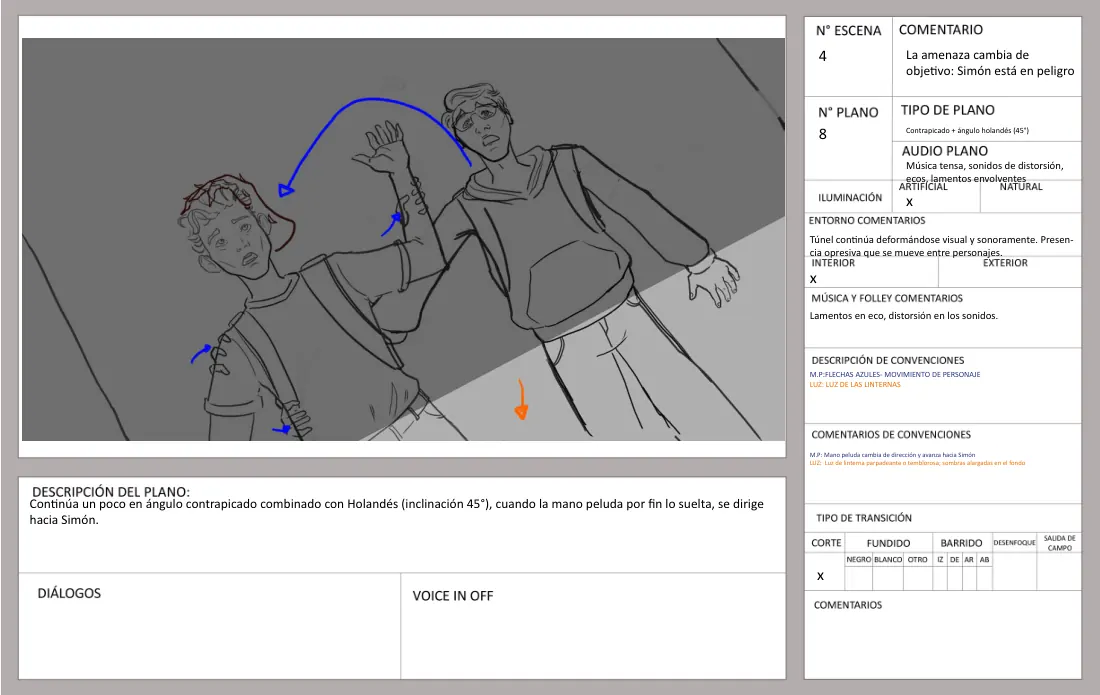 N° ESCENA
4
COMENTARIO
La amenaza cambia de
objetivo: Simón está en peligro
N° PLANO
8
TIPO DE PLANO
Contrapicado + ángulo holandés (45°)
AUDIO PLANO
Música tensa, sonidos de distorsión,
ecos, lamentos envolventes
ILUMINACIÓN
ARTIFICIAL
x
NATURAL
ENTORNO COMENTARIOS
Túnel continúa deformándose visual y sonoramente. Presen-
cia opresiva que se mueve entre personajes.
INTERIOR
x
EXTERIOR
MÚSICA Y FOLLEY COMENTARIOS
Lamentos en eco, distorsión en los sonidos.
DESCRIPCIÓN DE CONVENCIONES
M.P:FLECHAS AZULES- MOVIMIENTO DE PERSONAJE
LUZ: LUZ DE LAS LINTERNAS
COMENTARIOS DE CONVENCIONES
M.P: Mano peluda cambia de dirección y avanza hacia Simón
LUZ: Luz de linterna parpadeante o temblorosa, sombras alargadas en el fondo
TIPO DE TRANSICIÓN
CORTE
FUNDIDO
BARRIDO
DESENFOQUE
SALIDA DE
CAMPO
NEGRO BLANCO OTRO IZ DE AR AB
x
COMENTARIOS
DESCRIPCIÓN DEL PLANO:
Continúa un poco en ángulo contrapicado combinado con Holandés (inclinación 45°), cuando la mano peluda por fin lo suelta, se dirige
hacia Simón.
DIÁLOGOS
VOICE IN OFF